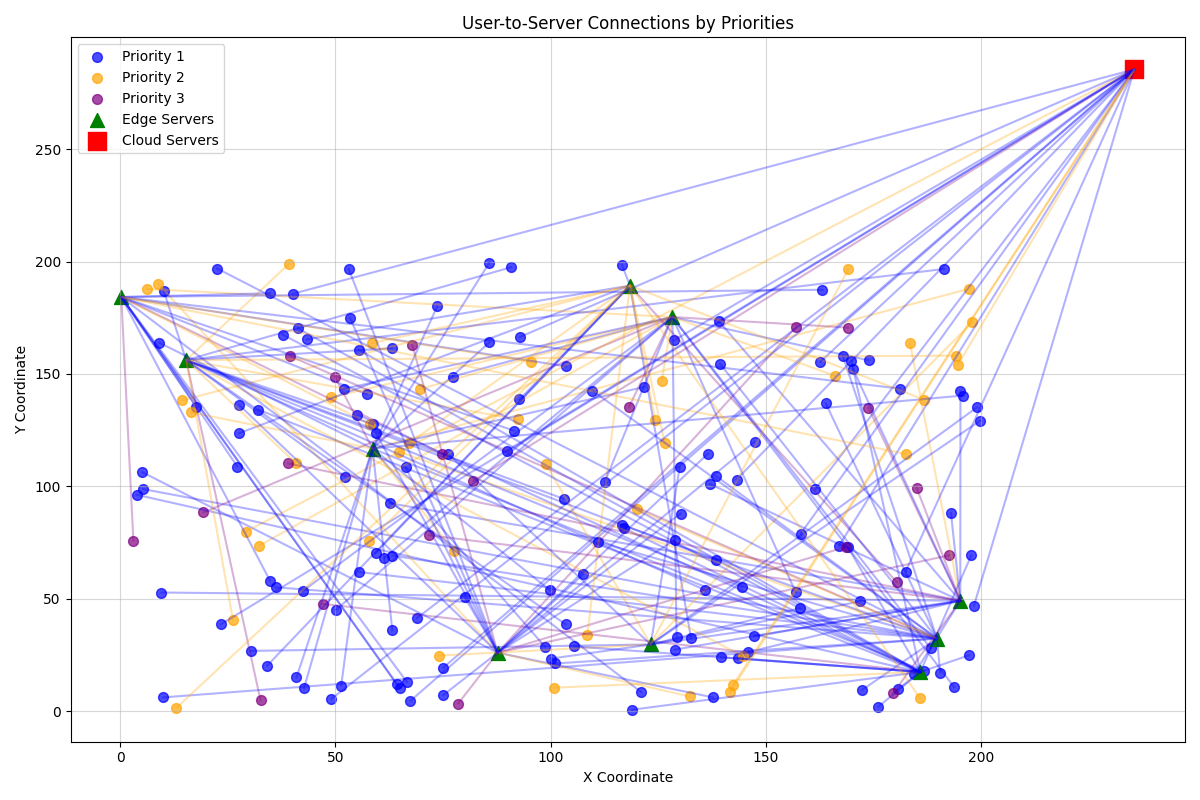 User-to-Server Connections by Priorities
Priority 1
Priority 2
Priority 3
Edge Servers
Cloud Servers
Y Coordinate
250
200
150
100
50
0
0 50 100 150 200
X Coordinate